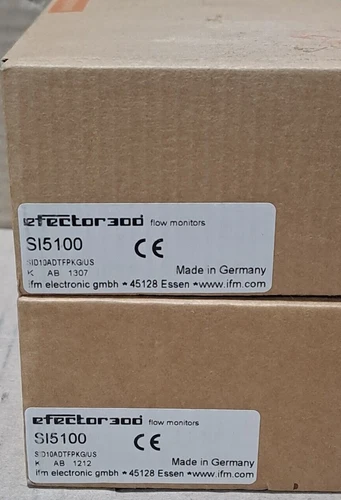 efector300 flow monitors
SI5100 CE
SID10ADTFPKG/US
K AB 1307 Made in Germany
ifm electronic gmbh • 45128 Essen • www.ifm.com
efector300 flow monitors
SI5100 CE
SID10ADTFPKG/US
K AB 1212 Made in Germany
ifm electronic gmbh • 45128 Essen • www.ifm.com